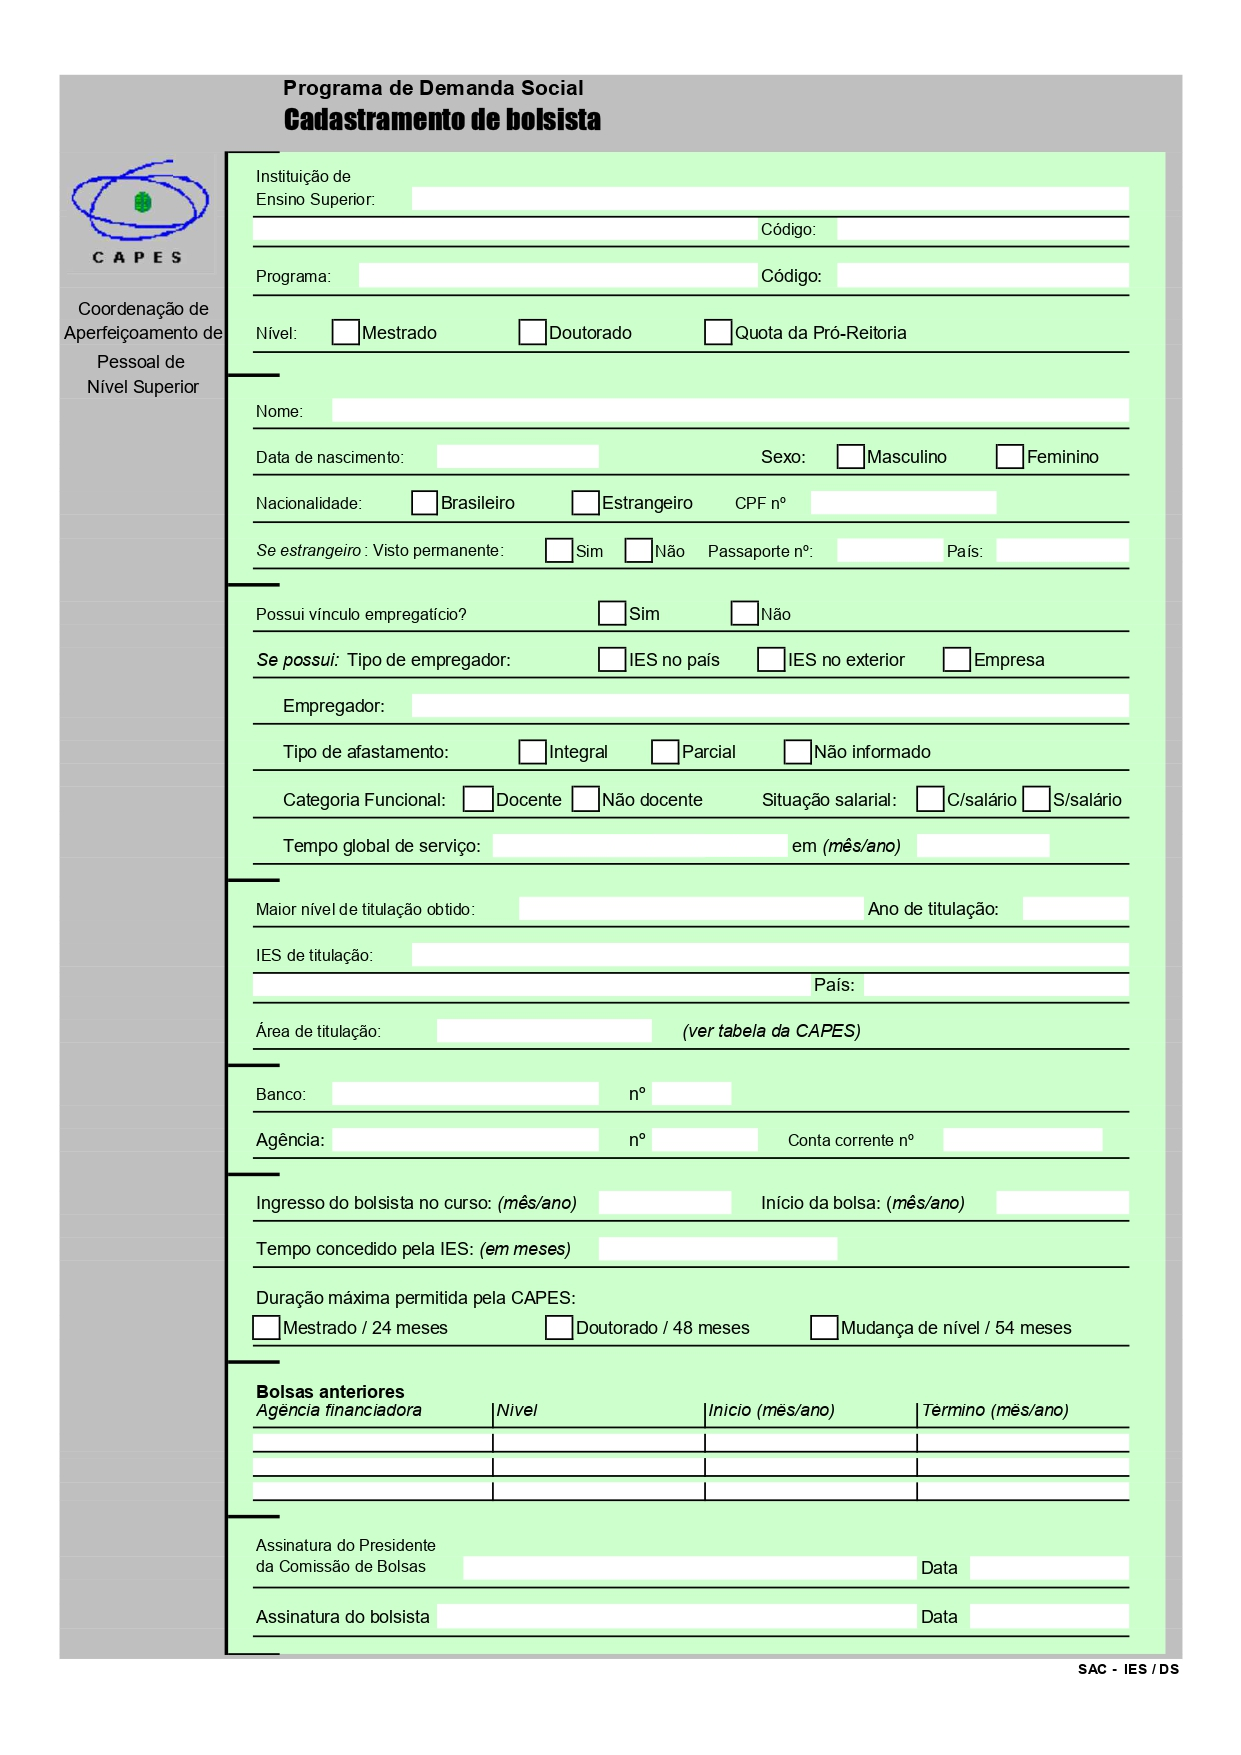 Programa de Demanda Social
Cadastramento de bolsista
CAPES
Coordenação de
Aperfeiçoamento de
Pessoal de
Nível Superior
Instituição de
Ensino Superior:
Código:
Programa: Código:
Nível: Mestrado Doutorado Quota da Pró-Reitoria
Nome:
Data de nascimento: Sexo: Masculino Feminino
Nacionalidade: Brasileiro Estrangeiro CPF nº
Se estrangeiro : Visto permanente: Sim Não Passaporte nº: País:
Possui vínculo empregatício? Sim Não
Se possui: Tipo de empregador: IES no país IES no exterior Empresa
Empregador:
Tipo de afastamento: Integral Parcial Não informado
Categoria Funcional: Docente Não docente Situação salarial: C/salário S/salário
Tempo global de serviço: em (mês/ano)
Maior nível de titulação obtido: Ano de titulação:
IES de titulação:
País:
Área de titulação: (ver tabela da CAPES)
Banco: nº
Agência: nº Conta corrente nº
Ingresso do bolsista no curso: (mês/ano) Início da bolsa: (mês/ano)
Tempo concedido pela IES: (em meses)
Duração máxima permitida pela CAPES:
Mestrado / 24 meses Doutorado / 48 meses Mudança de nível / 54 meses
Bolsas anteriores
Agência financiadora Nível Início (mês/ano) Término (mês/ano)
Assinatura do Presidente
da Comissão de Bolsas Data
Assinatura do bolsista Data
SAC - IES / DS